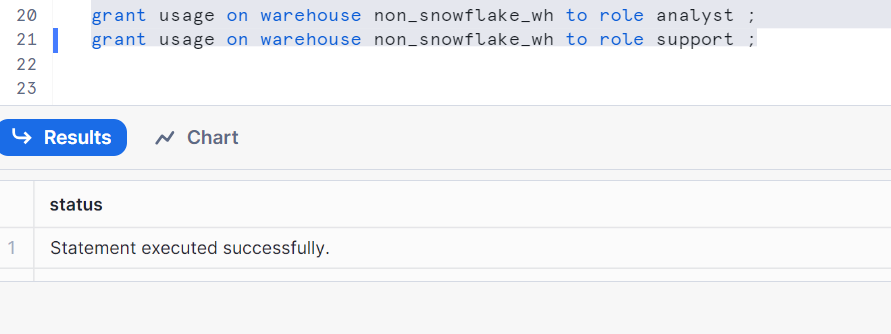 20 grant usage on warehouse non_snowflake_wh to role analyst ;
21 grant usage on warehouse non_snowflake_wh to role support ;
22
23
Results Chart
status
1 Statement executed successfully.